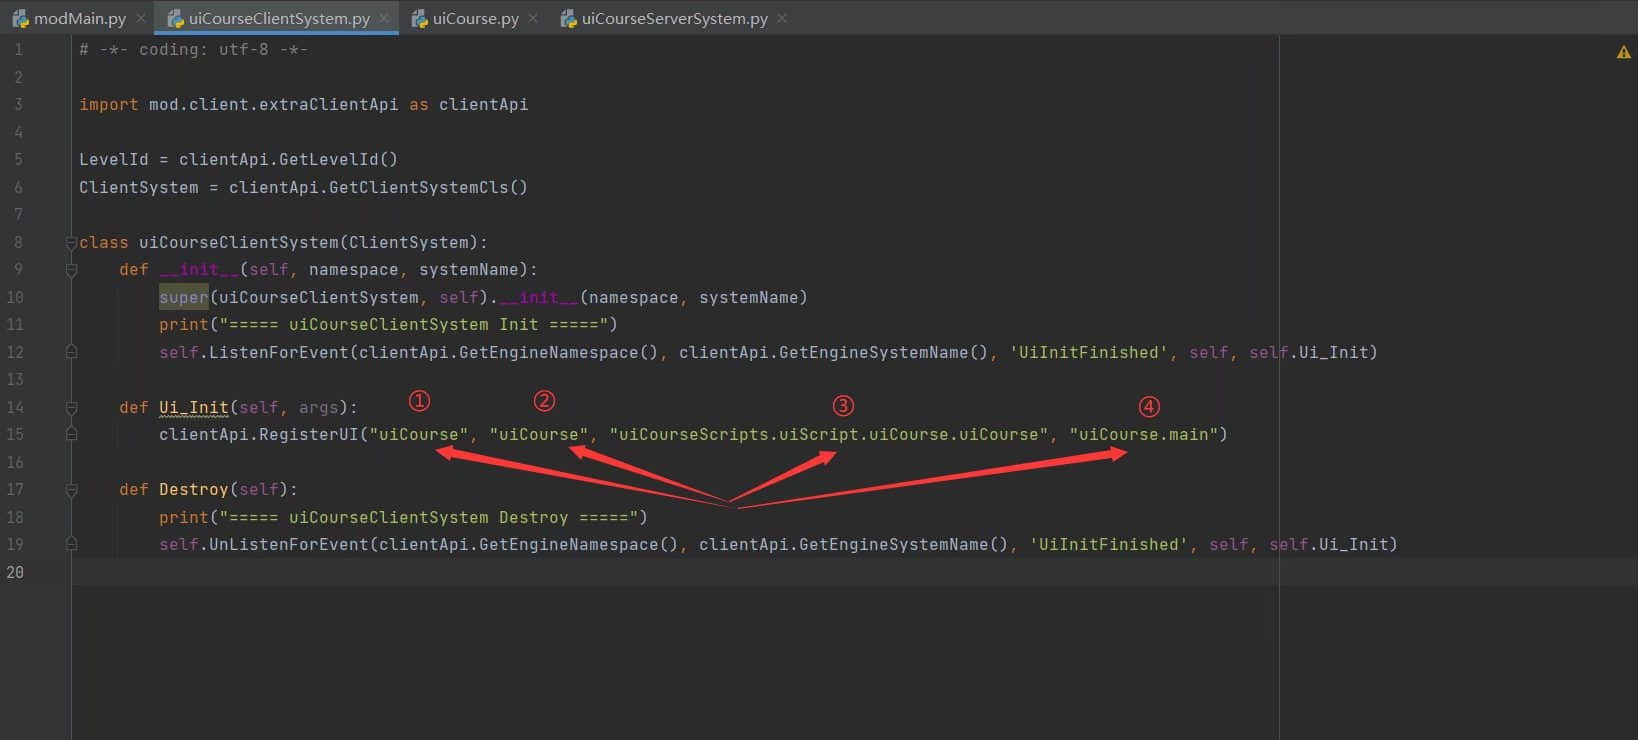 modMain.py × uiCourseClientSystem.py × uiCourse.py × uiCourseServerSystem.py ×
1 # -*- coding: utf-8 -*-
2
3 import mod.client.extraClientApi as clientApi
4
5 LevelId = clientApi.GetLevelId()
6 ClientSystem = clientApi.GetClientSystemCls()
7
8 class uiCourseClientSystem(ClientSystem):
9 def __init__(self, namespace, systemName):
10 super(uiCourseClientSystem, self).__init__(namespace, systemName)
11 print("===== uiCourseClientSystem Init =====")
12 self.ListenForEvent(clientApi.GetEngineNamespace(), clientApi.GetEngineSystemName(), 'UiInitFinished', self, self.Ui_Init)
13
① ② ③ ④
14 def Ui_Init(self, args):
15 clientApi.RegisterUI("uiCourse", "uiCourse", "uiCourseScripts.uiScript.uiCourse.uiCourse", "uiCourse.main")
16
17 def Destroy(self):
18 print("===== uiCourseClientSystem Destroy =====")
19 self.UnListenForEvent(clientApi.GetEngineNamespace(), clientApi.GetEngineSystemName(), 'UiInitFinished', self, self.Ui_Init)
20